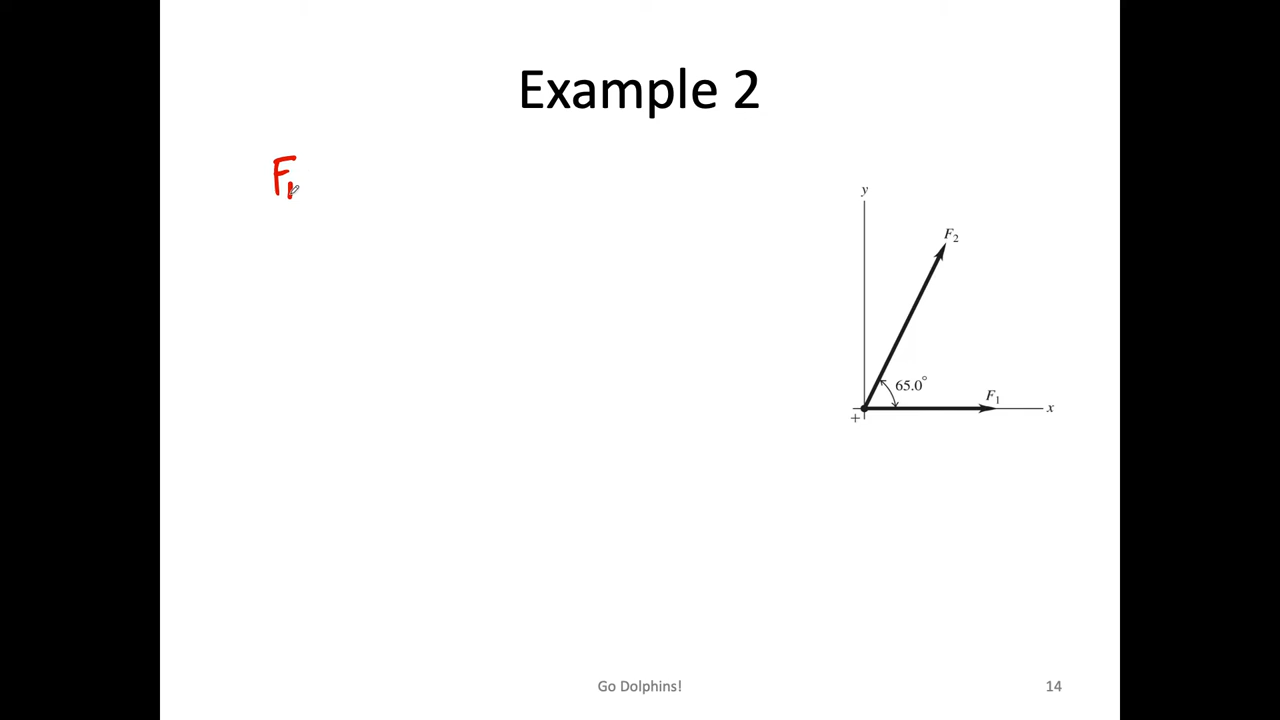 Example 2
F₁
y
F₂
65.0°
F₁
x
+
Go Dolphins!
14